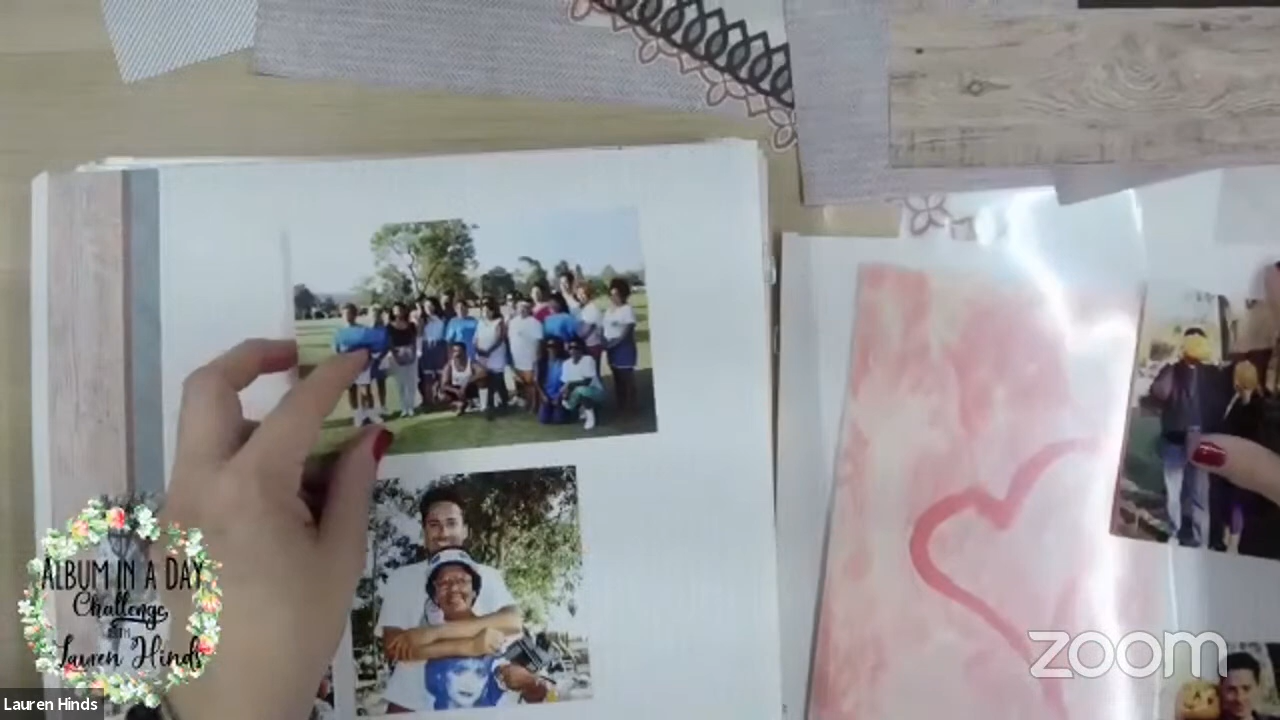 ALBUM IN A DAY
Challenge
WITH
Lauren Hinds
Lauren Hinds
zoom